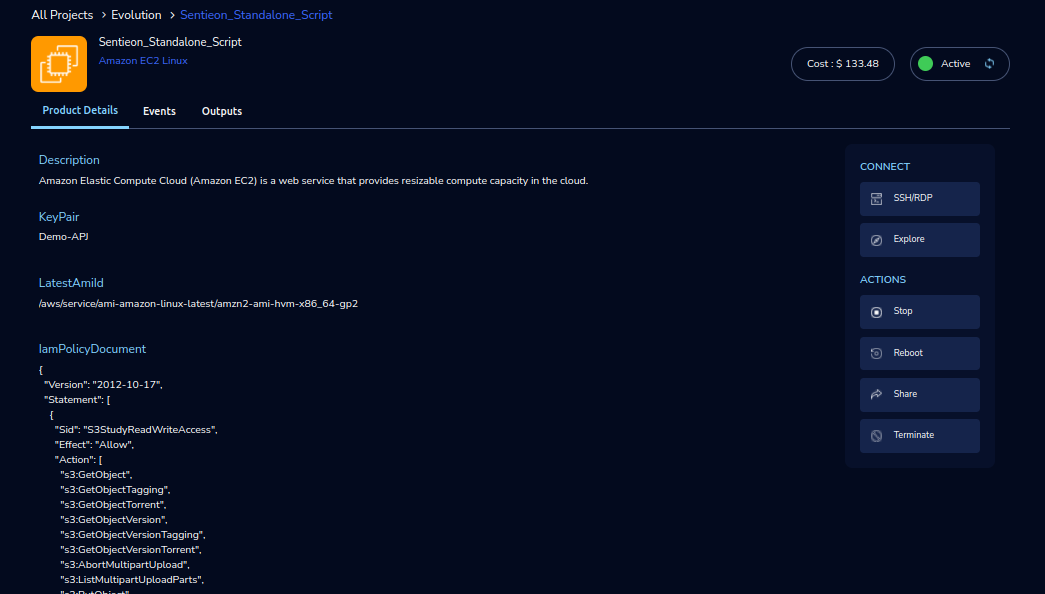 All Projects > Evolution > Sentieon_Standalone_Script
Sentieon_Standalone_Script
Amazon EC2 Linux
Cost : $ 133.48
Active
Product Details
Events
Outputs
Description
Amazon Elastic Compute Cloud (Amazon EC2) is a web service that provides resizable compute capacity in the cloud.
KeyPair
Demo-APJ
LatestAmiId
/aws/service/ami-amazon-linux-latest/amzn2-ami-hvm-x86_64-gp2
IamPolicyDocument
{
"Version": "2012-10-17",
"Statement": [
{
"Sid": "S3StudyReadWriteAccess",
"Effect": "Allow",
"Action": [
"s3:GetObject",
"s3:GetObjectTagging",
"s3:GetObjectTorrent",
"s3:GetObjectVersion",
"s3:GetObjectVersionTagging",
"s3:GetObjectVersionTorrent",
"s3:AbortMultipartUpload",
"s3:ListMultipartUploadParts",
"s3:PutObject",
CONNECT
SSH/RDP
Explore
ACTIONS
Stop
Reboot
Share
Terminate